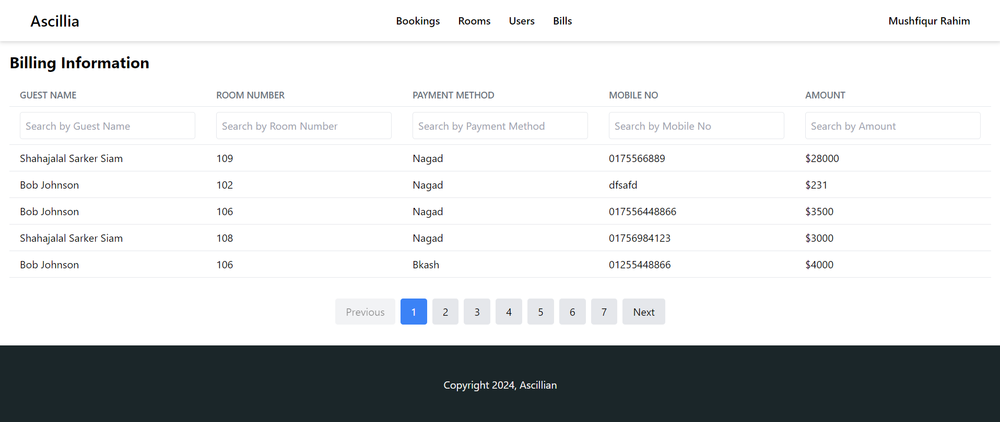 Ascillia Bookings Rooms Users Bills Mushfiqur Rahim
Billing Information
GUEST NAME ROOM NUMBER PAYMENT METHOD MOBILE NO AMOUNT
Search by Guest Name Search by Room Number Search by Payment Method Search by Mobile No Search by Amount
Shahajalal Sarker Siam 109 Nagad 0175566889 $28000
Bob Johnson 102 Nagad dfsafd $231
Bob Johnson 106 Nagad 017556448866 $3500
Shahajalal Sarker Siam 108 Nagad 01756984123 $3000
Bob Johnson 106 Bkash 01255448866 $4000
Previous 1 2 3 4 5 6 7 Next
Copyright 2024, Ascillian